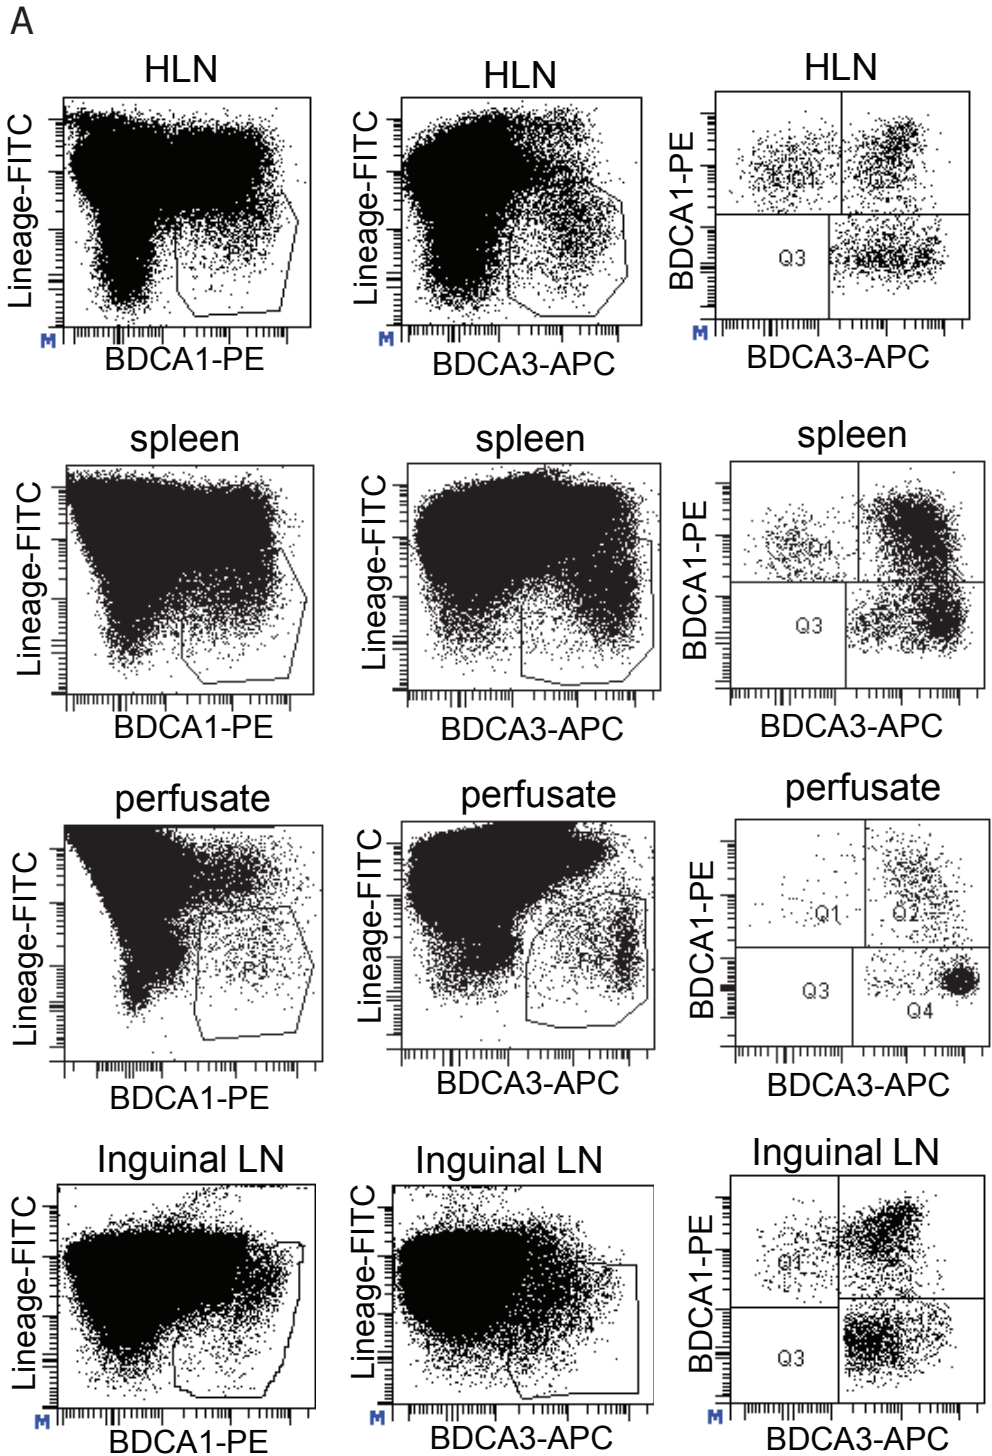 A
HLN
HLN
HLN
Lineage-FITC
Lineage-FITC
BDCA1-PE
Q3
M
M
M
BDCA1-PE
BDCA3-APC
BDCA3-APC
spleen
spleen
spleen
Lineage-FITC
Lineage-FITC
BDCA1-PE
Q1
Q3
BDCA1-PE
BDCA3-APC
BDCA3-APC
perfusate
perfusate
perfusate
Lineage-FITC
Lineage-FITC
BDCA1-PE
Q1
Q2
Q3
Q4
BDCA1-PE
BDCA3-APC
BDCA3-APC
Inguinal LN
Inguinal LN
Inguinal LN
Lineage-FITC
Lineage-FITC
BDCA1-PE
Q1
Q3
M
M
M
BDCA1-PE
BDCA3-APC
BDCA3-APC